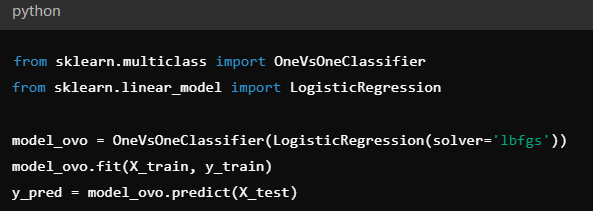 python
from sklearn.multiclass import OneVsOneClassifier
from sklearn.linear_model import LogisticRegression
model_ovo = OneVsOneClassifier(LogisticRegression(solver='lbfgs'))
model_ovo.fit(X_train, y_train)
y_pred = model_ovo.predict(X_test)